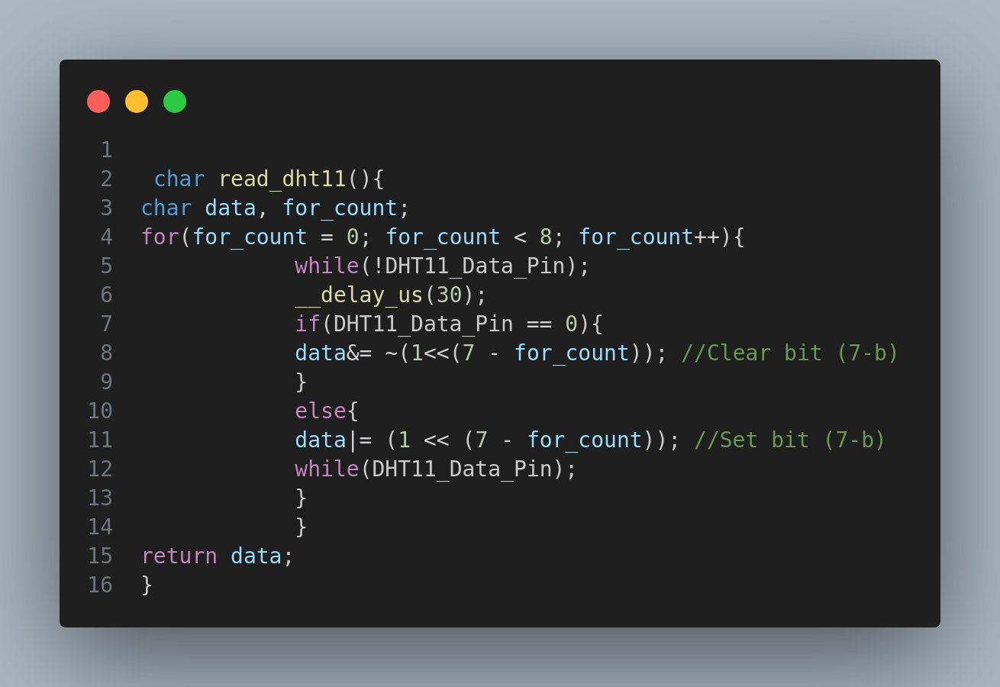 1
2 char read_dht11(){
3 char data, for_count;
4 for(for_count = 0; for_count < 8; for_count++){
5 while(!DHT11_Data_Pin);
6 __delay_us(30);
7 if(DHT11_Data_Pin == 0){
8 data&= ~(1<<(7 - for_count)); //Clear bit (7-b)
9 }
10 else{
11 data|= (1 << (7 - for_count)); //Set bit (7-b)
12 while(DHT11_Data_Pin);
13 }
14 }
15 return data;
16 }